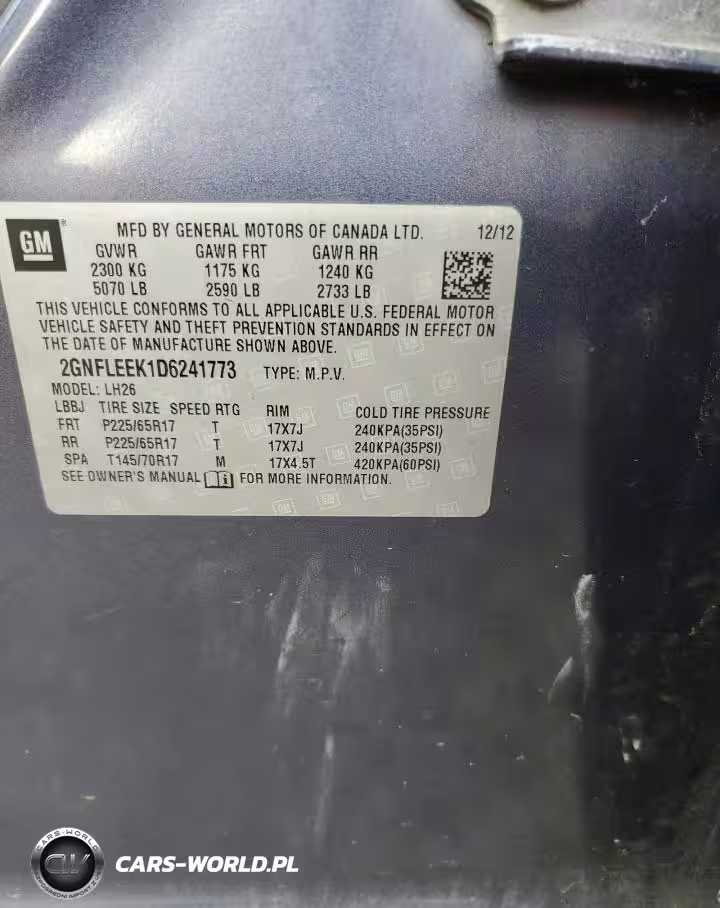 GM ®
MFD BY GENERAL MOTORS OF CANADA LTD. 12/12
GVWR GAWR FRT GAWR RR
2300 KG 1175 KG 1240 KG
5070 LB 2590 LB 2733 LB
THIS VEHICLE CONFORMS TO ALL APPLICABLE U.S. FEDERAL MOTOR
VEHICLE SAFETY AND THEFT PREVENTION STANDARDS IN EFFECT ON
THE DATE OF MANUFACTURE SHOWN ABOVE.
2GNFLEEK1D6241773 TYPE: M.P.V.
MODEL: LH26
LBBJ TIRE SIZE SPEED RTG RIM COLD TIRE PRESSURE
FRT P225/65R17 T 17X7J 240KPA(35PSI)
RR P225/65R17 T 17X7J 240KPA(35PSI)
SPA T145/70R17 M 17X4.5T 420KPA(60PSI)
SEE OWNER'S MANUAL FOR MORE INFORMATION.
CARS-WORLD
CW
CARS-WORLD.PL